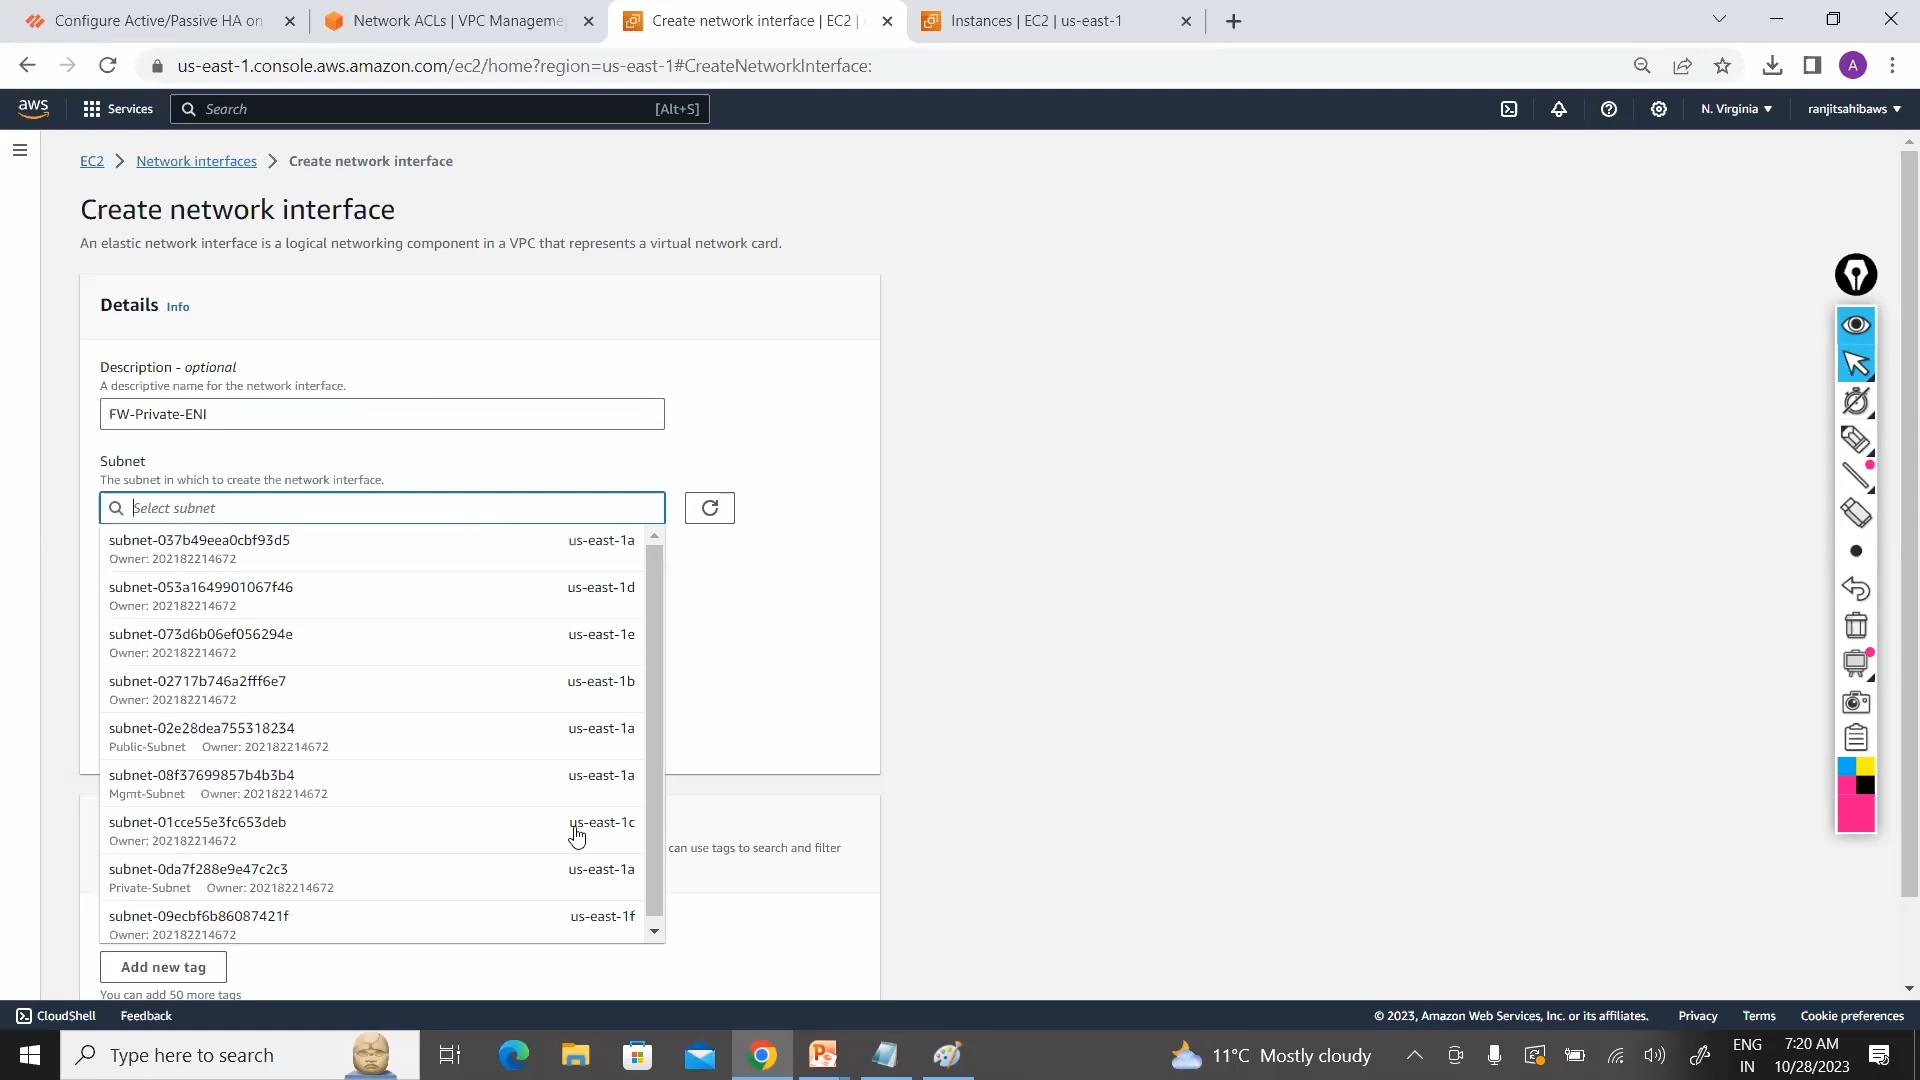 Configure Active/Passive HA on
Network ACLs | VPC Manageme
Create network interface | EC2 |
Instances | EC2 | us-east-1
us-east-1.console.aws.amazon.com/ec2/home?region=us-east-1#CreateNetworkInterface:
A
aws
Services
Search
[Alt+S]
N. Virginia
ranjitsahibaws
EC2
Network interfaces
Create network interface
Create network interface
An elastic network interface is a logical networking component in a VPC that represents a virtual network card.
Details Info
Description - optional
A descriptive name for the network interface.
FW-Private-ENI
Subnet
The subnet in which to create the network interface.
Select subnet
subnet-037b49eea0cbf93d5 us-east-1a
Owner: 202182214672
subnet-053a1649901067f46 us-east-1d
Owner: 202182214672
subnet-073d6b06ef056294e us-east-1e
Owner: 202182214672
subnet-02717b746a2fff6e7 us-east-1b
Owner: 202182214672
subnet-02e28dea755318234 us-east-1a
Public-Subnet Owner: 202182214672
subnet-08f37699857b4b3b4 us-east-1a
Mgmt-Subnet Owner: 202182214672
subnet-01cce55e3fc653deb us-east-1c
Owner: 202182214672
can use tags to search and filter
subnet-0da7f288e9e47c2c3 us-east-1a
Private-Subnet Owner: 202182214672
subnet-09ecbf6b86087421f us-east-1f
Owner: 202182214672
Add new tag
You can add 50 more tags
CloudShell
Feedback
© 2023, Amazon Web Services, Inc. or its affiliates.
Privacy
Terms
Cookie preferences
Type here to search
11°C Mostly cloudy
ENG
IN
7:20 AM
10/28/2023